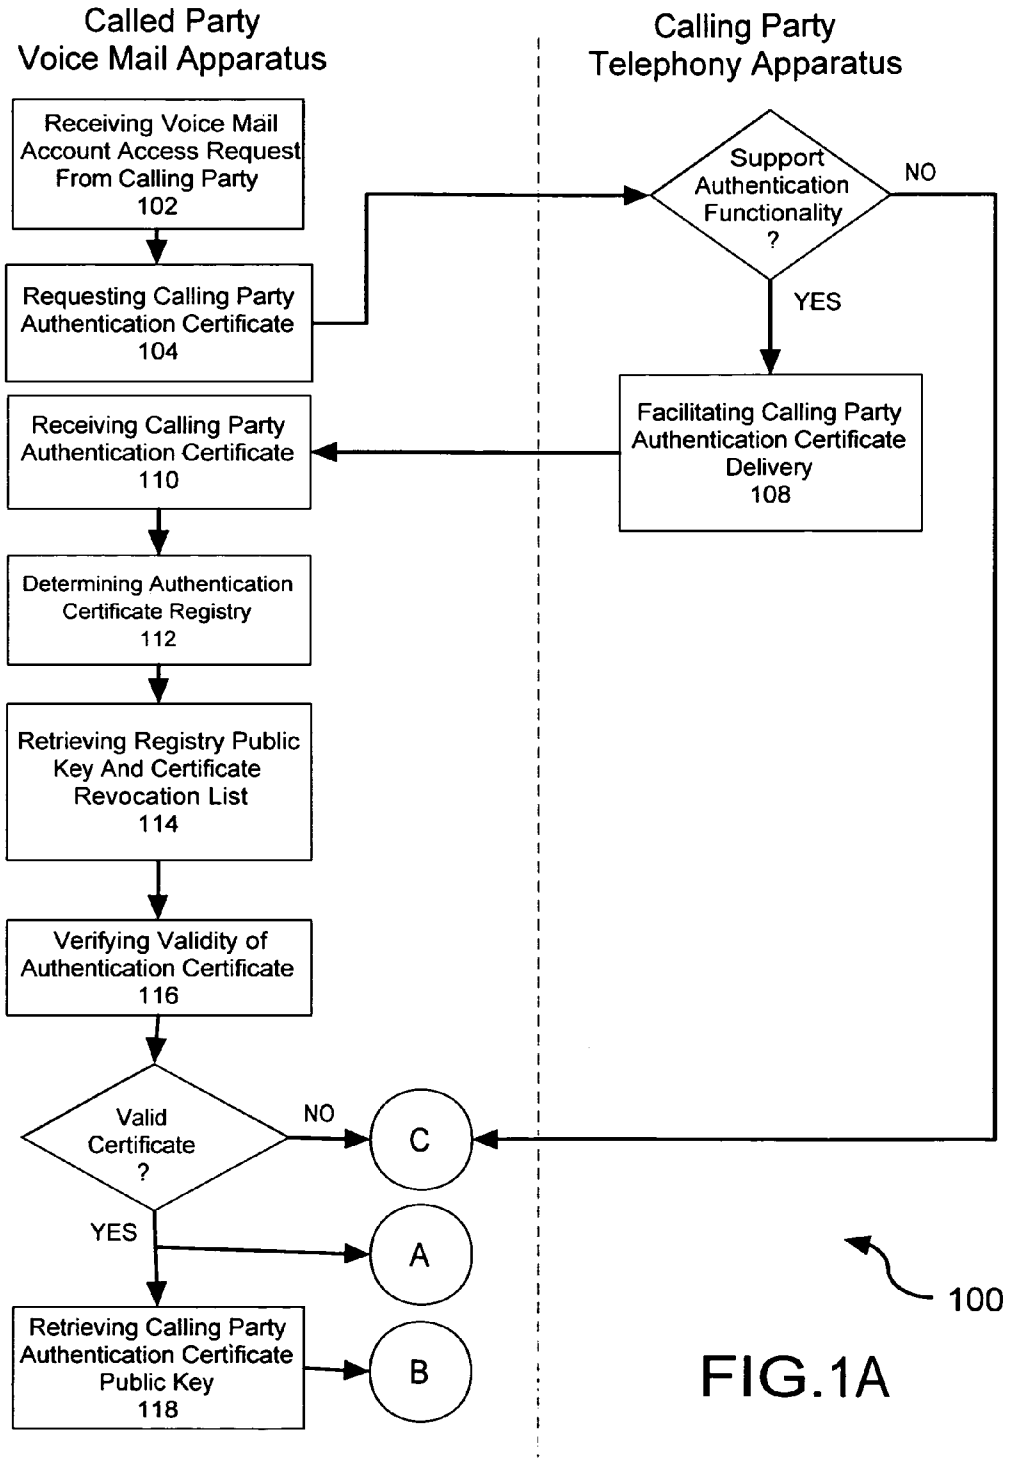 Called Party
Voice Mail Apparatus
Calling Party
Telephony Apparatus
Receiving Voice Mail
Account Access Request
From Calling Party
102
Support
Authentication
Functionality
?
NO
YES
Requesting Calling Party
Authentication Certificate
104
Facilitating Calling Party
Authentication Certificate
Delivery
108
Receiving Calling Party
Authentication Certificate
110
Determining Authentication
Certificate Registry
112
Retrieving Registry Public
Key And Certificate
Revocation List
114
Verifying Validity of
Authentication Certificate
116
Valid
Certificate
?
NO
C
YES
A
Retrieving Calling Party
Authentication Certificate
Public Key
118
B
100
FIG.1A